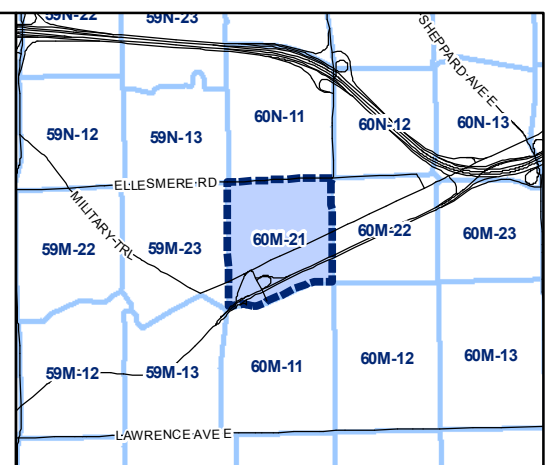 59N-22
59N-23
SHEPPARD AVE E
59N-12
59N-13
60N-11
60N-12
60N-13
ELLESMERE RD
MILITARY TRL
59M-22
59M-23
60M-21
60M-22
60M-23
59M-12
59M-13
60M-11
60M-12
60M-13
LAWRENCE AVE E